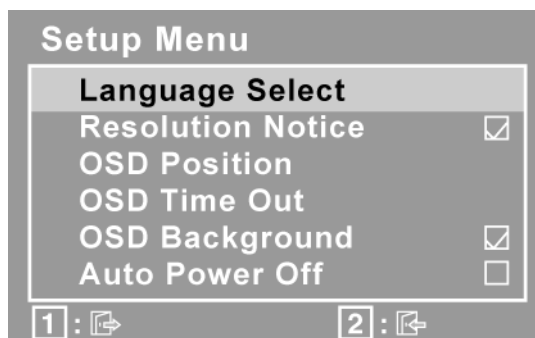 Setup Menu
Language Select
Resolution Notice
OSD Position
OSD Time Out
OSD Background
Auto Power Off
1 : 2 :